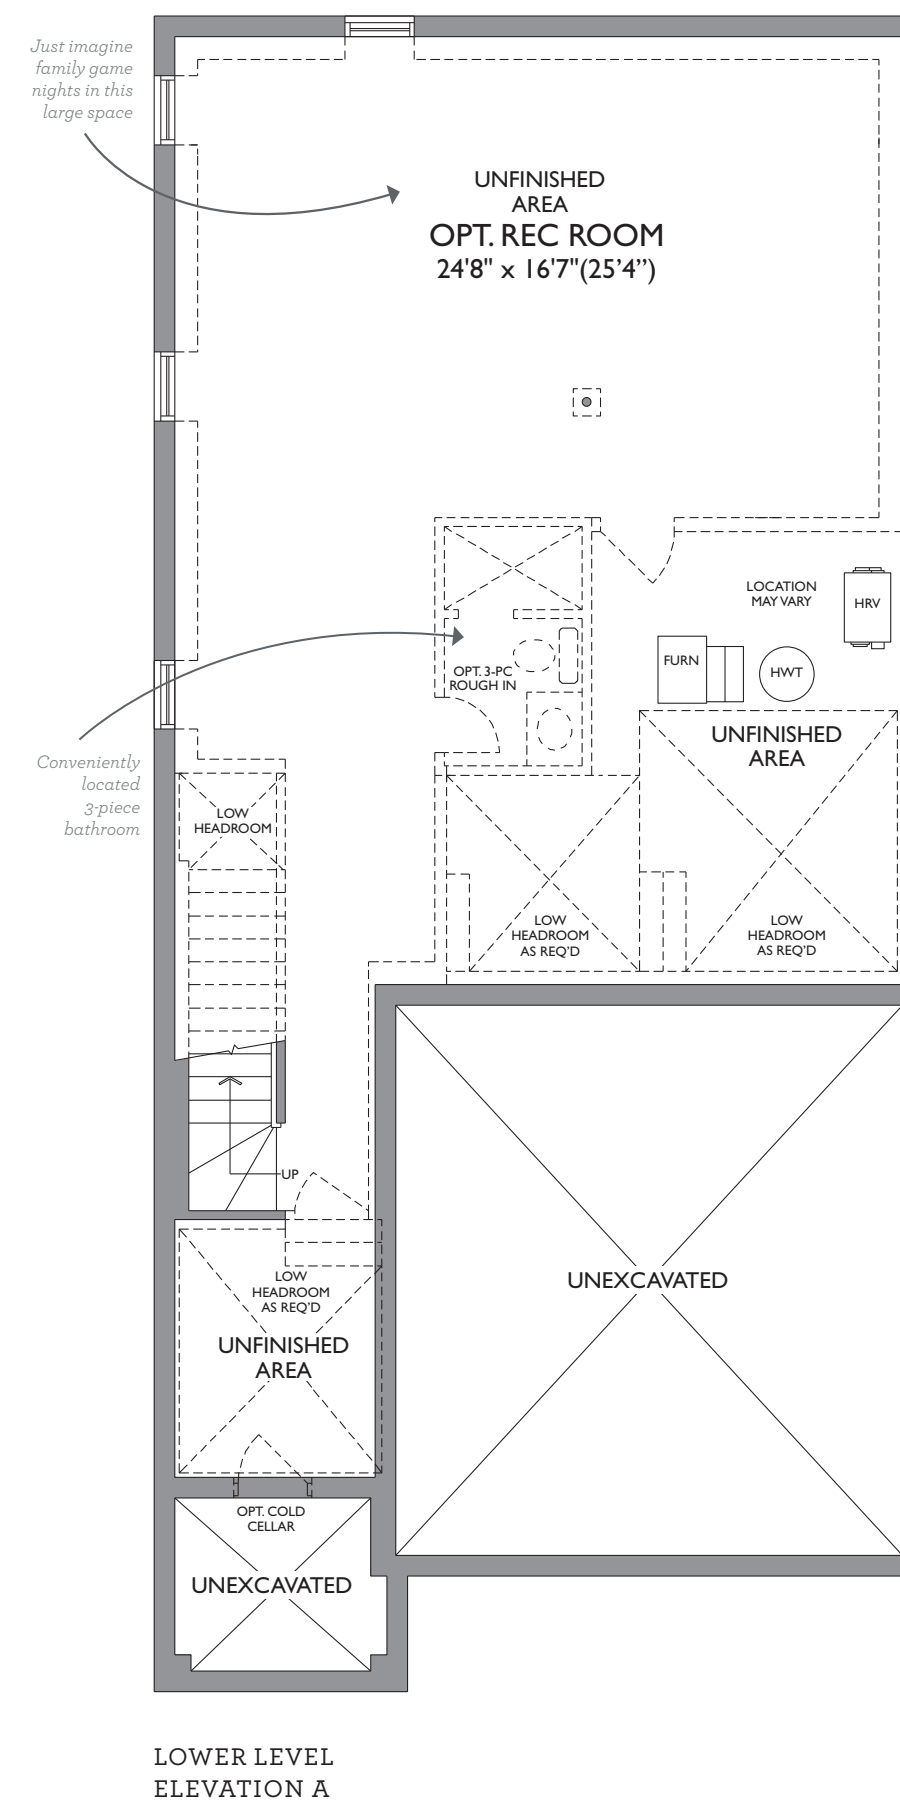 Just imagine
family game
nights in this
large space
UNFINISHED
AREA
OPT. REC ROOM
24'8" x 16'7"(25’4”)
LOCATION
MAY VARY
HRV
FURN
HWT
OPT. 3-PC
ROUGH IN
UNFINISHED
AREA
Conveniently
located
3-piece
bathroom
LOW
HEADROOM
LOW
HEADROOM
AS REQ'D
LOW
HEADROOM
AS REQ'D
UP
LOW
HEADROOM
AS REQ'D
UNFINISHED
AREA
UNEXCAVATED
OPT. COLD
CELLAR
UNEXCAVATED
LOWER LEVEL
ELEVATION A